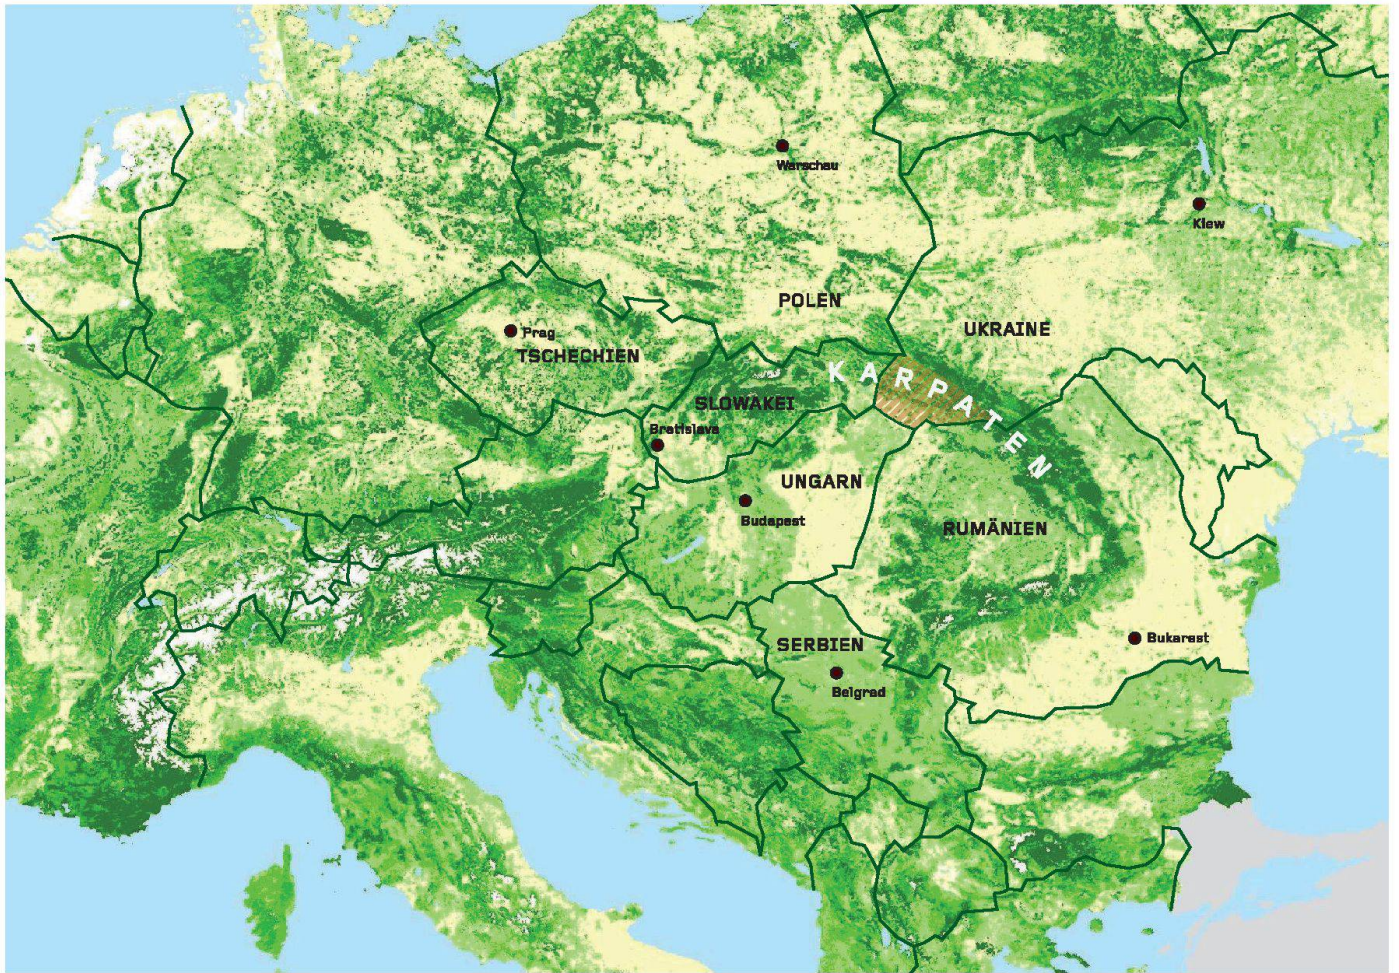 Warschau
Kiew
POLEN
UKRAINE
Prag
TSCHECHIEN
KARPATEN
SLOWAKEI
Bratislava
UNGARN
Budapest
RUMÄNIEN
SERBIEN
Bukarest
Belgrad